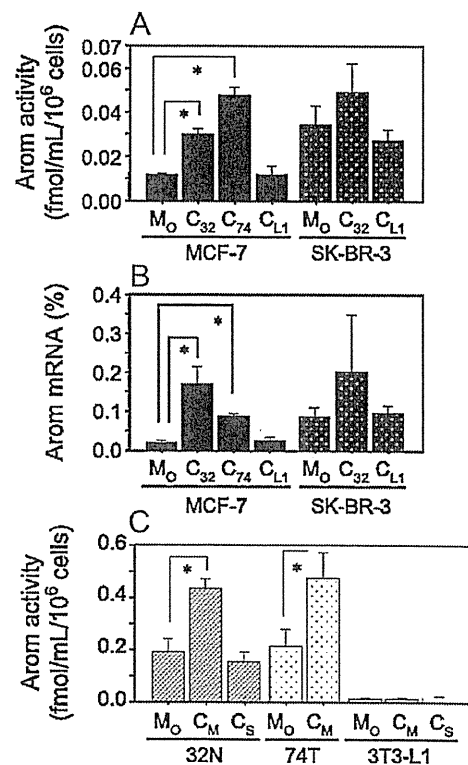 A
Arom activity
(fmol/mL/10⁶ cells)
0.07
0.06
0.04
0.02
0.00
*
*
M_O C_32 C_74 C_L1 M_O C_32 C_L1
MCF-7 SK-BR-3
B
Arom mRNA (%)
0.4
0.3
0.2
0.1
0.0
*
*
M_O C_32 C_74 C_L1 M_O C_32 C_L1
MCF-7 SK-BR-3
C
Arom activity
(fmol/mL/10⁶ cells)
0.6
0.4
0.2
0.0
*
*
M_O C_M C_S M_O C_M M_O C_M C_S
32N 74T 3T3-L1